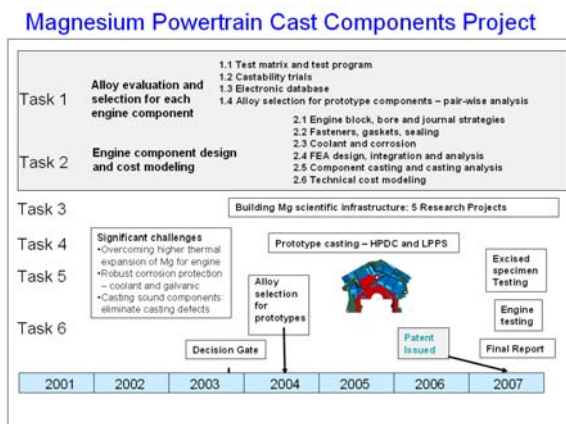 Magnesium Powertrain Cast Components Project
Task 1
Alloy evaluation and
selection for each
engine component
1.1 Test matrix and test program
1.2 Castability trials
1.3 Electronic database
1.4 Alloy selection for prototype components – pair-wise analysis
Task 2
Engine component design
and cost modeling
2.1 Engine block, bore and journal strategies
2.2 Fasteners, gaskets, sealing
2.3 Coolant and corrosion
2.4 FEA design, integration and analysis
2.5 Component casting and casting analysis
2.6 Technical cost modeling
Task 3
Building Mg scientific infrastructure: 5 Research Projects
Task 4
Task 5
Task 6
Significant challenges
•Overcoming higher thermal
expansion of Mg for engine
•Robust corrosion protection
– coolant and galvanic
•Casting sound components:
eliminate casting defects
Prototype casting – HPDC and LPPS
Alloy
selection
for
prototypes
Excised
specimen
Testing
Engine
testing
Patent
Issued
Decision Gate
Final Report
2001
2002
2003
2004
2005
2006
2007